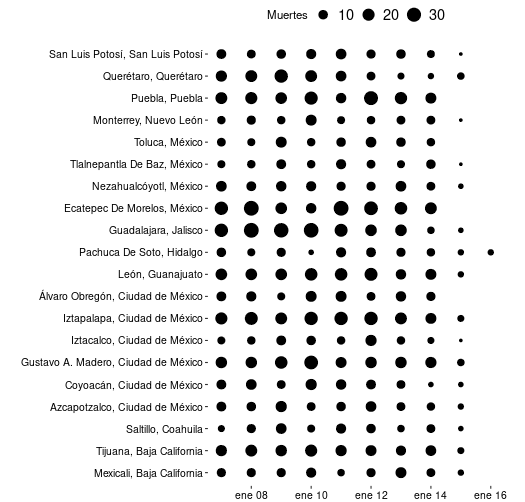 Muertes 10 20 30
San Luis Potosí, San Luis Potosí
Querétaro, Querétaro
Puebla, Puebla
Monterrey, Nuevo León
Toluca, México
Tlalnepantla De Baz, México
Nezahualcóyotl, México
Ecatepec De Morelos, México
Guadalajara, Jalisco
Pachuca De Soto, Hidalgo
León, Guanajuato
Álvaro Obregón, Ciudad de México
Iztapalapa, Ciudad de México
Iztacalco, Ciudad de México
Gustavo A. Madero, Ciudad de México
Coyoacán, Ciudad de México
Azcapotzalco, Ciudad de México
Saltillo, Coahuila
Tijuana, Baja California
Mexicali, Baja California
ene 08 ene 10 ene 12 ene 14 ene 16